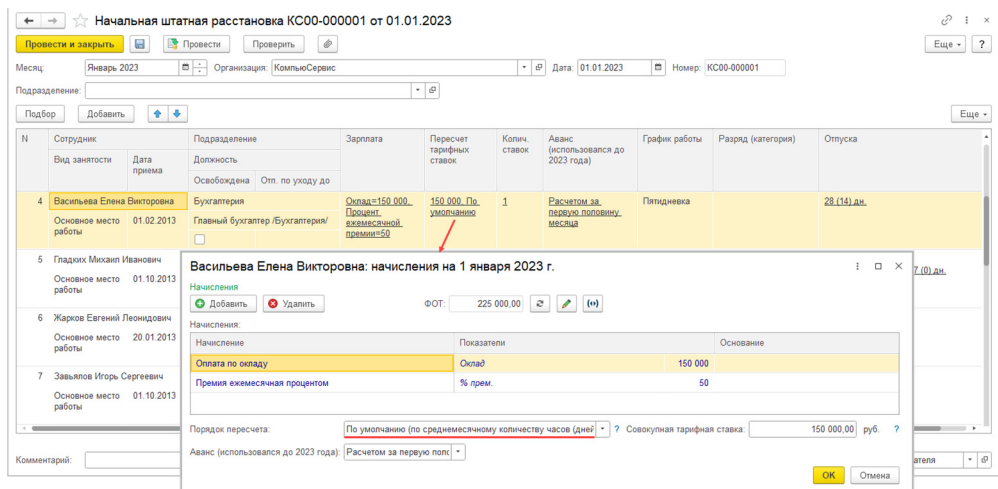 Начальная штатная расстановка КС00-000001 от 01.01.2023
Провести и закрыть Провести Проверить Еще ?
Месяц: Январь 2023 Организация: КомпьюСервис Дата: 01.01.2023 Номер: КС00-000001
Подразделение:
Подбор Добавить Еще
N Сотрудник Подразделение Зарплата Пересчет тарифных ставок Колич. ставок Аванс (использовался до 2023 года) График работы Разряд (категория) Отпуска
Вид занятости Дата приема Должность
Освобождена Отп. по уходу до
4 Васильева Елена Викторовна Бухгалтерия Оклад=150 000, Процент ежемесячной премии=50 150 000, По умолчанию 1 Расчетом за первую половину месяца Пятидневка 28 (14) дн.
Основное место работы 01.02.2013 Главный бухгалтер /Бухгалтерия/
5 Гладких Михаил Иванович
Основное место работы 01.10.2013
7 (0) дн.
6 Жарков Евгений Леонидович
Основное место работы 20.01.2013
7 Завьялов Игорь Сергеевич
Основное место работы 01.10.2013
Комментарий:
Васильева Елена Викторовна: начисления на 1 января 2023 г.
Начисления
Добавить Удалить ФОТ: 225 000,00
Начисления:
Начисление Показатели Основание
Оплата по окладу Оклад 150 000
Премия ежемесячная процентом % прем. 50
Порядок пересчета: По умолчанию (по среднемесячному количеству часов (дней ? Совокупная тарифная ставка: 150 000,00 руб. ?
Аванс (использовался до 2023 года): Расчетом за первую поло
OK Отмена